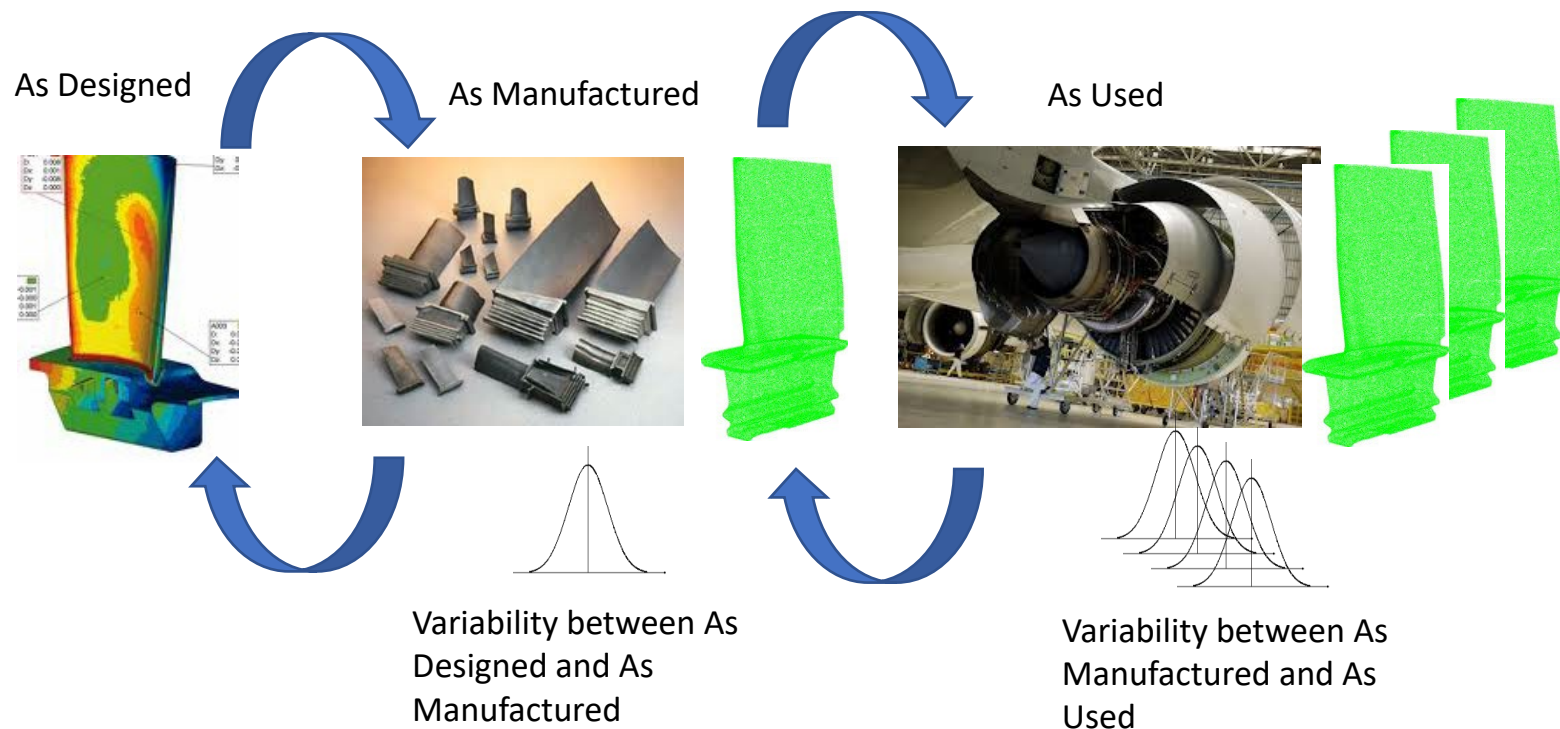 As Designed
As Manufactured
As Used
A003
Variability between As
Designed and As
Manufactured
Variability between As
Manufactured and As
Used